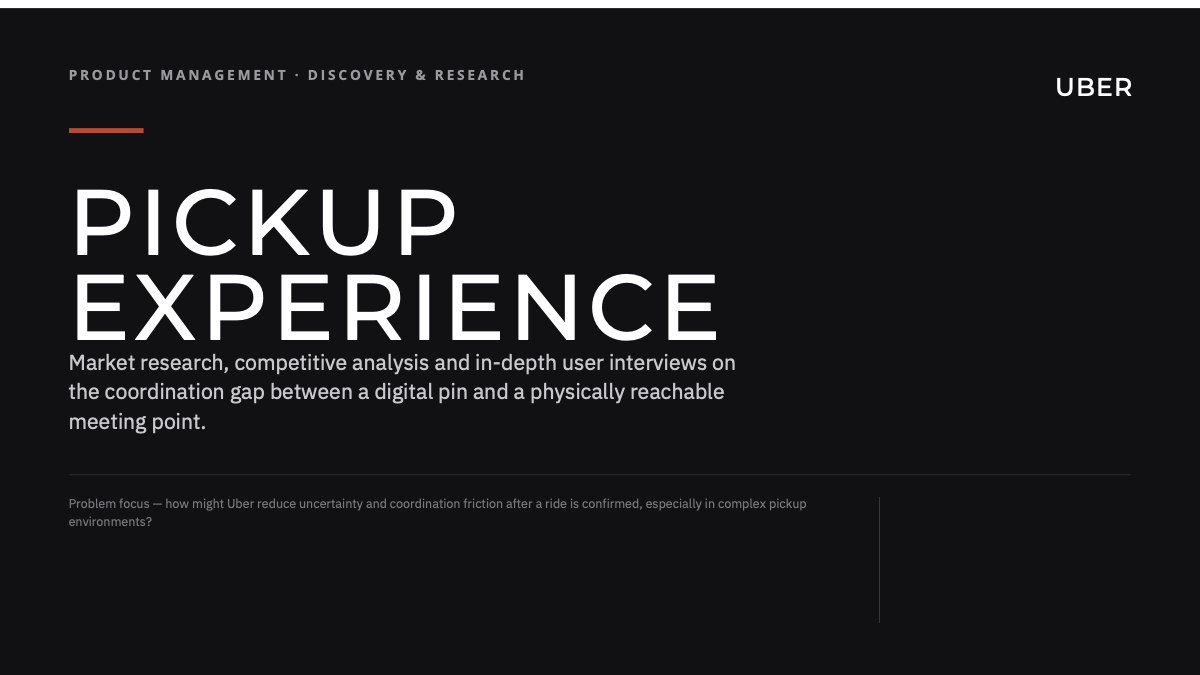 PRODUCT MANAGEMENT · DISCOVERY & RESEARCH
UBER
PICKUP
EXPERIENCE
Market research, competitive analysis and in-depth user interviews on
the coordination gap between a digital pin and a physically reachable
meeting point.
Problem focus — how might Uber reduce uncertainty and coordination friction after a ride is confirmed, especially in complex pickup
environments?